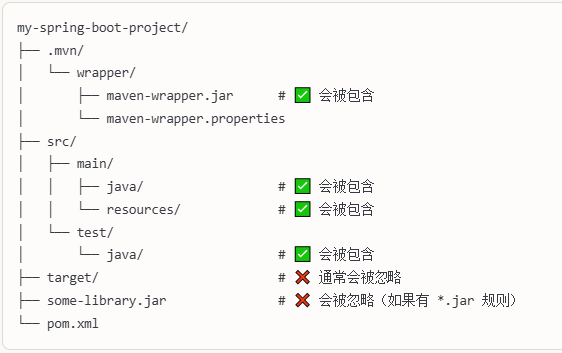 my-spring-boot-project/
├── .mvn/
│   └── wrapper/
│       ├── maven-wrapper.jar      # ✅ 会被包含
│       └── maven-wrapper.properties
├── src/
│   ├── main/
│   │   ├── java/                  # ✅ 会被包含
│   │   └── resources/             # ✅ 会被包含
│   └── test/
│       └── java/                  # ✅ 会被包含
├── target/                        # ❌ 通常会被忽略
├── some-library.jar               # ❌ 会被忽略（如果有 *.jar 规则）
└── pom.xml